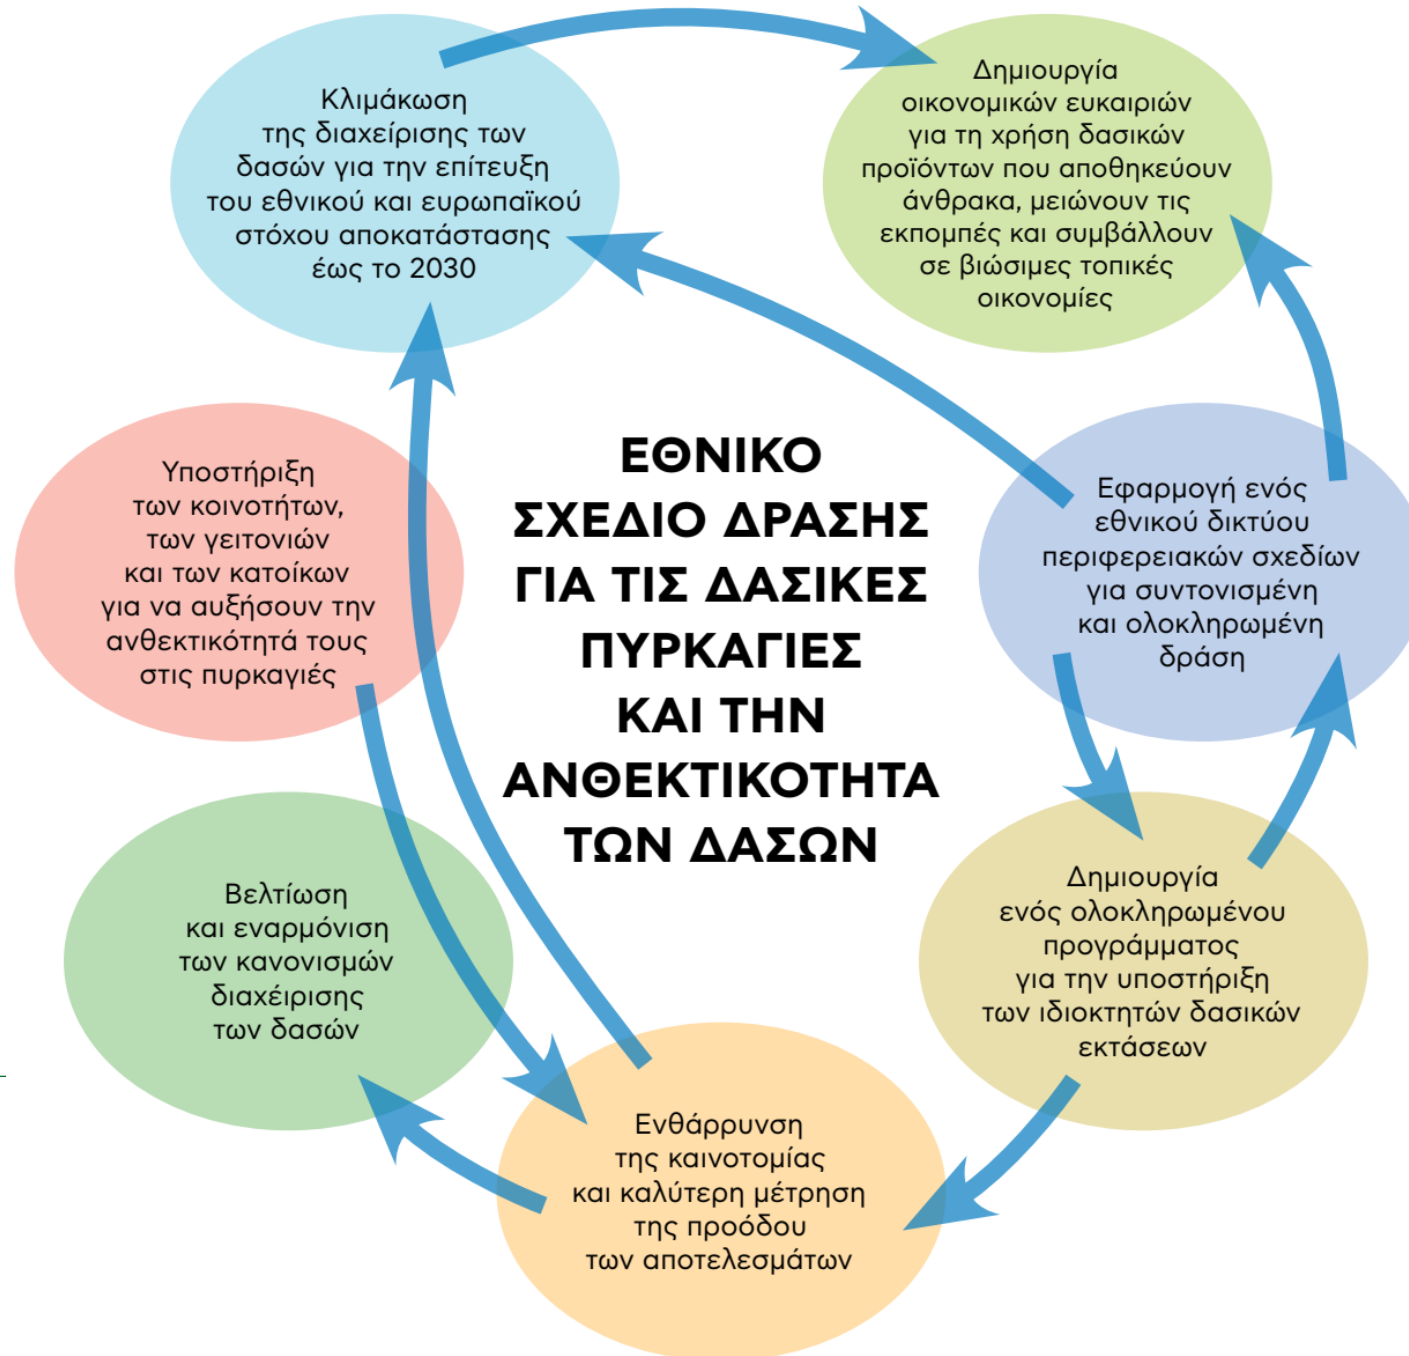 Κλιμάκωση
της διαχείρισης των
δασών για την επίτευξη
του εθνικού και ευρωπαϊκού
στόχου αποκατάστασης
έως το 2030
Δημιουργία
οικονομικών ευκαιριών
για τη χρήση δασικών
προϊόντων που αποθηκεύουν
άνθρακα, μειώνουν τις
εκπομπές και συμβάλλουν
σε βιώσιμες τοπικές
οικονομίες
Υποστήριξη
των κοινοτήτων,
των γειτονιών
και των κατοίκων
για να αυξήσουν την
ανθεκτικότητά τους
στις πυρκαγιές
ΕΘΝΙΚΟ
ΣΧΕΔΙΟ ΔΡΑΣΗΣ
ΓΙΑ ΤΙΣ ΔΑΣΙΚΕΣ
ΠΥΡΚΑΓΙΕΣ
ΚΑΙ ΤΗΝ
ΑΝΘΕΚΤΙΚΟΤΗΤΑ
ΤΩΝ ΔΑΣΩΝ
Εφαρμογή ενός
εθνικού δικτύου
περιφερειακών σχεδίων
για συντονισμένη
και ολοκληρωμένη
δράση
Βελτίωση
και εναρμόνιση
των κανονισμών
διαχέιρισης
των δασών
Δημιουργία
ενός ολοκληρωμένου
προγράμματος
για την υποστήριξη
των ιδιοκτητών δασικών
εκτάσεων
Ενθάρρυνση
της καινοτομίας
και καλύτερη μέτρηση
της προόδου
των αποτελεσμάτων